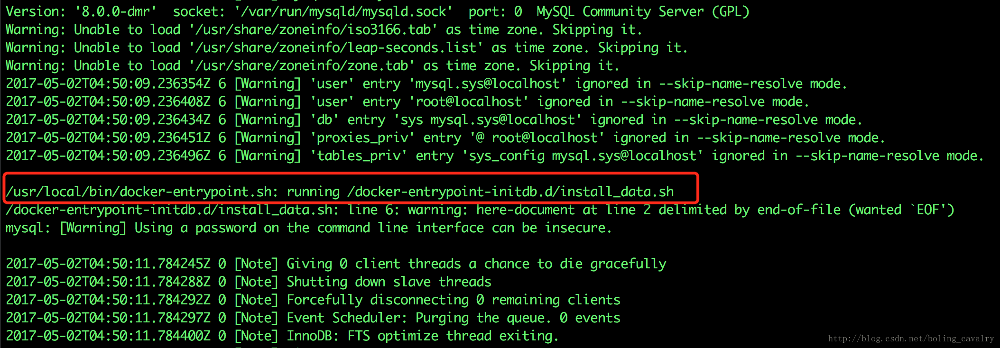 Version: '8.0.0-dmr'  socket: '/var/run/mysqld/mysqld.sock'  port: 0  MySQL Community Server (GPL)
Warning: Unable to load '/usr/share/zoneinfo/iso3166.tab' as time zone. Skipping it.
Warning: Unable to load '/usr/share/zoneinfo/leap-seconds.list' as time zone. Skipping it.
Warning: Unable to load '/usr/share/zoneinfo/zone.tab' as time zone. Skipping it.
2017-05-02T04:50:09.236354Z 6 [Warning] 'user' entry 'mysql.sys@localhost' ignored in --skip-name-resolve mode.
2017-05-02T04:50:09.236408Z 6 [Warning] 'user' entry 'root@localhost' ignored in --skip-name-resolve mode.
2017-05-02T04:50:09.236434Z 6 [Warning] 'db' entry 'sys mysql.sys@localhost' ignored in --skip-name-resolve mode.
2017-05-02T04:50:09.236451Z 6 [Warning] 'proxies_priv' entry '@ root@localhost' ignored in --skip-name-resolve mode.
2017-05-02T04:50:09.236496Z 6 [Warning] 'tables_priv' entry 'sys_config mysql.sys@localhost' ignored in --skip-name-resolve mode.
/usr/local/bin/docker-entrypoint.sh: running /docker-entrypoint-initdb.d/install_data.sh
/docker-entrypoint-initdb.d/install_data.sh: line 6: warning: here-document at line 2 delimited by end-of-file (wanted `EOF')
mysql: [Warning] Using a password on the command line interface can be insecure.
2017-05-02T04:50:11.784245Z 0 [Note] Giving 0 client threads a chance to die gracefully
2017-05-02T04:50:11.784288Z 0 [Note] Shutting down slave threads
2017-05-02T04:50:11.784292Z 0 [Note] Forcefully disconnecting 0 remaining clients
2017-05-02T04:50:11.784297Z 0 [Note] Event Scheduler: Purging the queue. 0 events
2017-05-02T04:50:11.784400Z 0 [Note] InnoDB: FTS optimize thread exiting.
http://blog.csdn.net/boling_cavalry